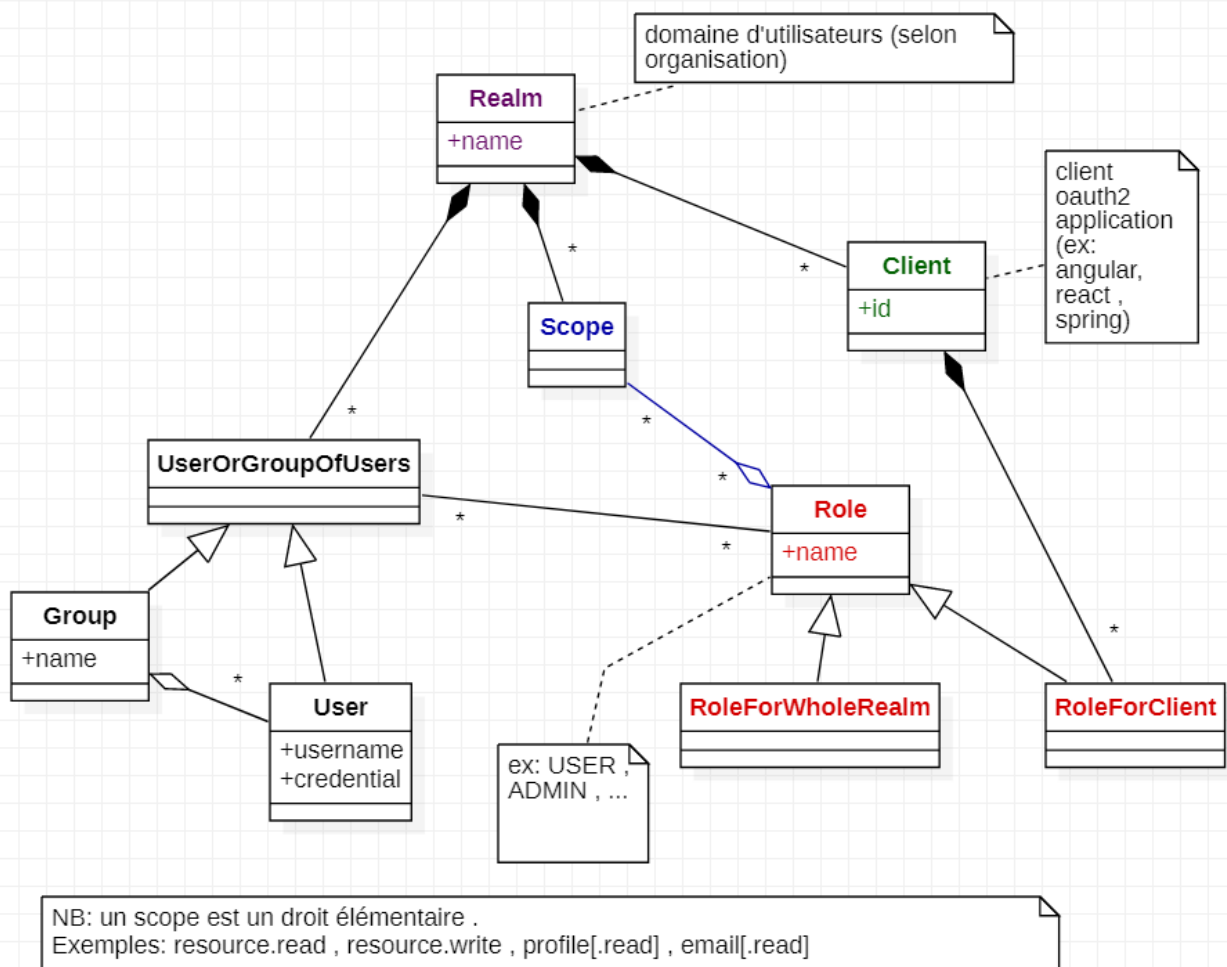 domaine d'utilisateurs (selon
organisation)
Realm
+name
client
oauth2
application
(ex:
angular,
react ,
spring)
*
*
Client
+id
Scope
*
*
UserOrGroupOfUsers
*
*
*
Role
+name
Group
+name
*
*
User
+username
+credential
RoleForWholeRealm
RoleForClient
ex: USER ,
ADMIN , ...
NB: un scope est un droit élémentaire .
Exemples: resource.read , resource.write , profile[.read] , email[.read]